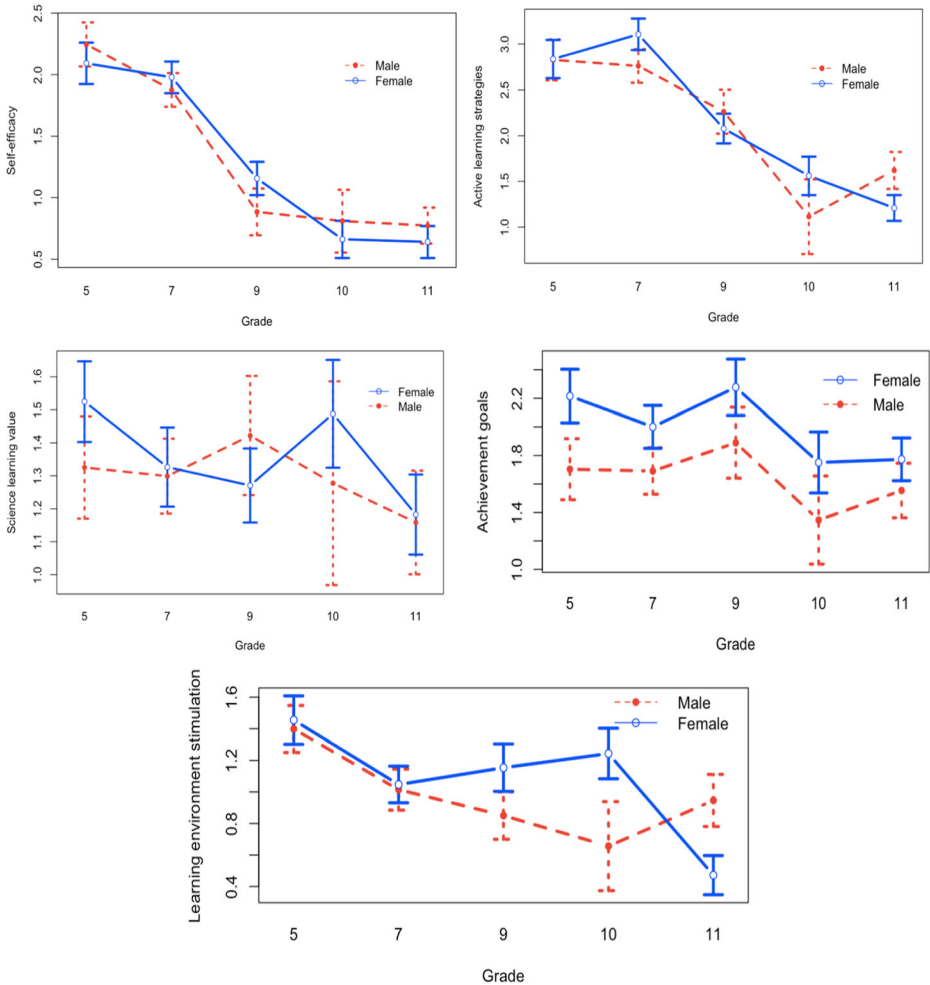 Self-efficacy
2.5
2.0
1.5
1.0
0.5
Male
Female
5 7 9 10 11
Grade
Active learning strategies
3.0
2.5
2.0
1.5
1.0
Male
Female
5 7 9 10 11
Grade
Science learning value
1.6
1.5
1.4
1.3
1.2
1.1
1.0
Female
Male
5 7 9 10 11
Grade
Achievement goals
2.2
1.8
1.4
1.0
Female
Male
5 7 9 10 11
Grade
Learning environment stimulation
1.6
1.2
0.8
0.4
Male
Female
5 7 9 10 11
Grade